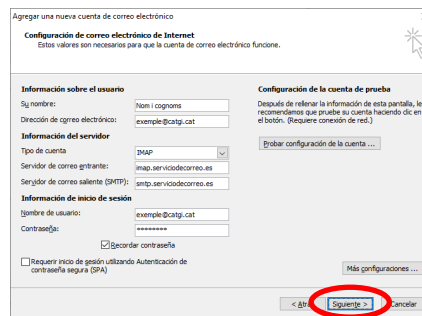 Agregar una nueva cuenta de correo electrónico
Configuración de correo electrónico de Internet
Estos valores son necesarios para que la cuenta de correo electrónico funcione.
Información sobre el usuario
Su nombre:
Nom i cognoms
Dirección de correo electrónico:
exemple@catgi.cat
Información del servidor
Tipo de cuenta
IMAP
Servidor de correo entrante:
imap.serviciodecorreo.es
Servidor de correo saliente (SMTP):
smtp.serviciodecorreo.es
Información de inicio de sesión
Nombre de usuario:
exemple@catgi.cat
Contraseña:
********
Recordar contraseña
Requerir inicio de sesión utilizando Autenticación de
contraseña segura (SPA)
Configuración de la cuenta de prueba
Después de rellenar la información de esta pantalla, le
recomendamos que pruebe su cuenta haciendo clic en
el botón. (Requiere conexión de red.)
Probar configuración de la cuenta ...
Más configuraciones ...
< Atrá
Siguiente >
Cancelar